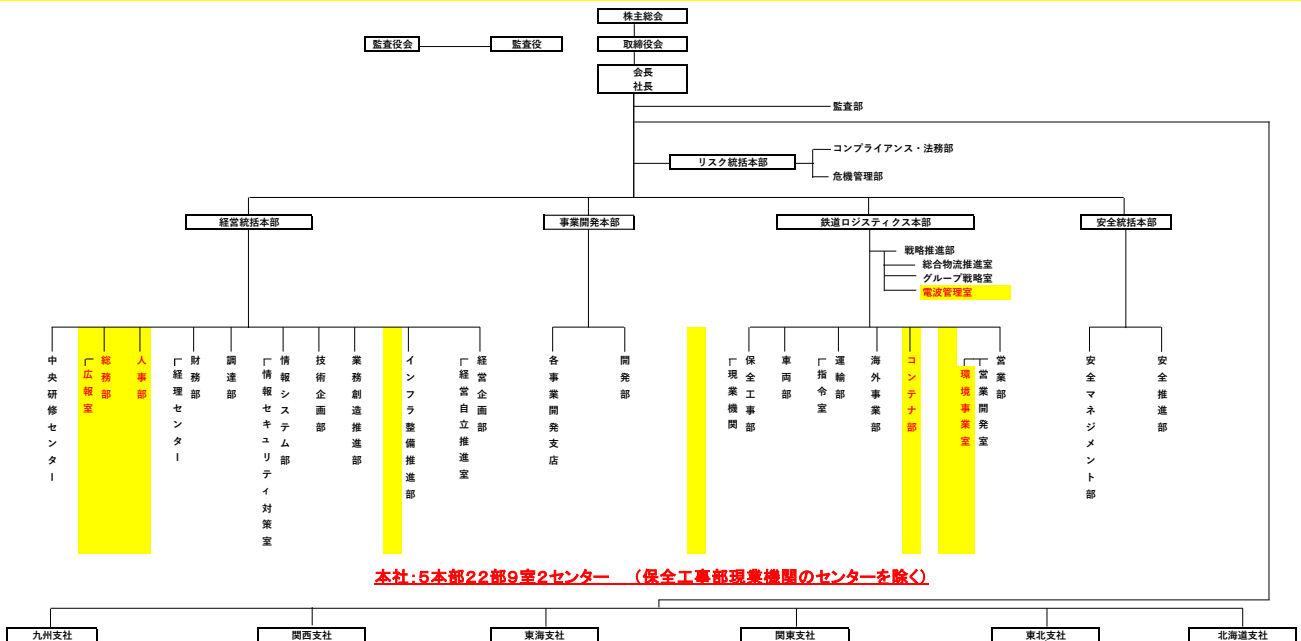 株主総会
監査役会
監査役
取締役会
会長
社長
監査部
コンプライアンス・法務部
リスク統括本部
危機管理部
経営統括本部
事業開発本部
鉄道ロジスティクス本部
安全統括本部
戦略推進部
総合物流推進室
グループ戦略室
電波管理室
中央研修センター
広報室
総務部
人事部
経理センター
財務部
調達部
情報セキュリティ対策室
情報システム部
技術企画部
業務創造推進部
インフラ整備推進部
経営自立推進室
経営企画部
各事業開発支店
開発部
現業機関
保全工事部
車両部
指令室
運輸部
海外事業部
コンテナ部
環境事業室
営業開発室
営業部
安全マネジメント部
安全推進部
本社：5本部22部9室2センター　（保全工事部現業機関のセンターを除く）
九州支社
関西支社
東海支社
関東支社
東北支社
北海道支社